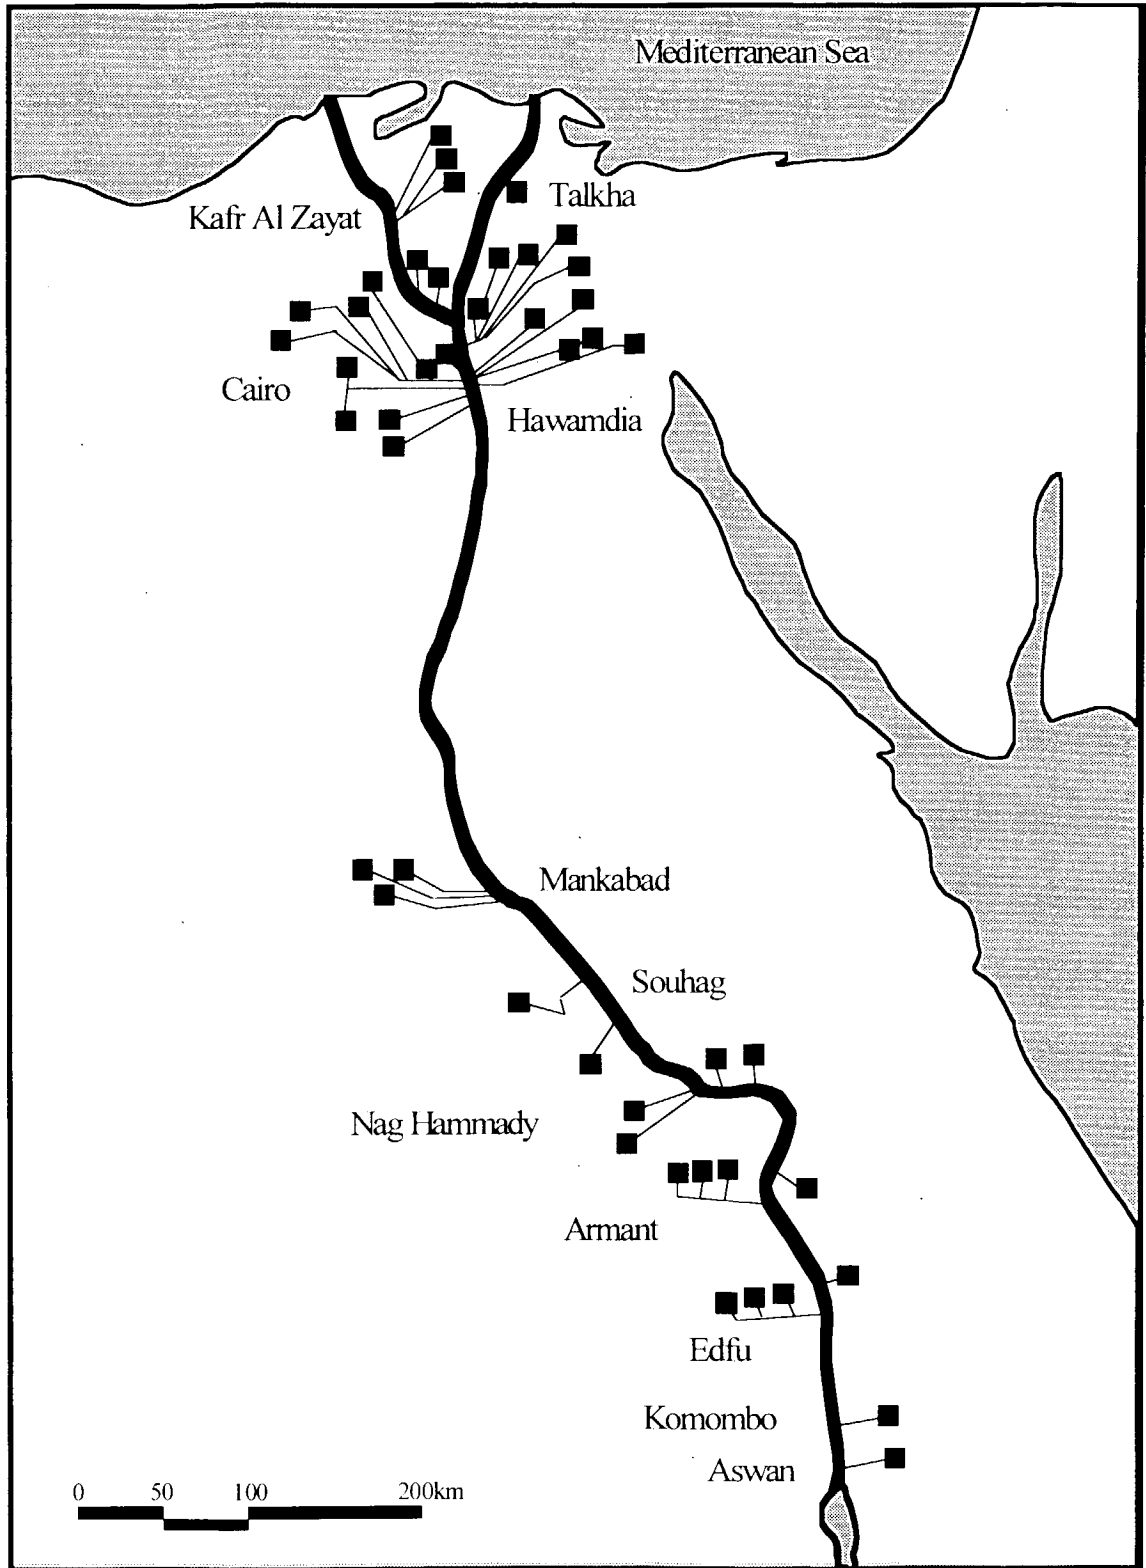 Mediterranean Sea
Talkha
Kafr Al Zayat
Cairo
Hawamdia
Mankabad
Souhag
Nag Hammady
Armant
Edfu
Komombo
Aswan
0 50 100 200km